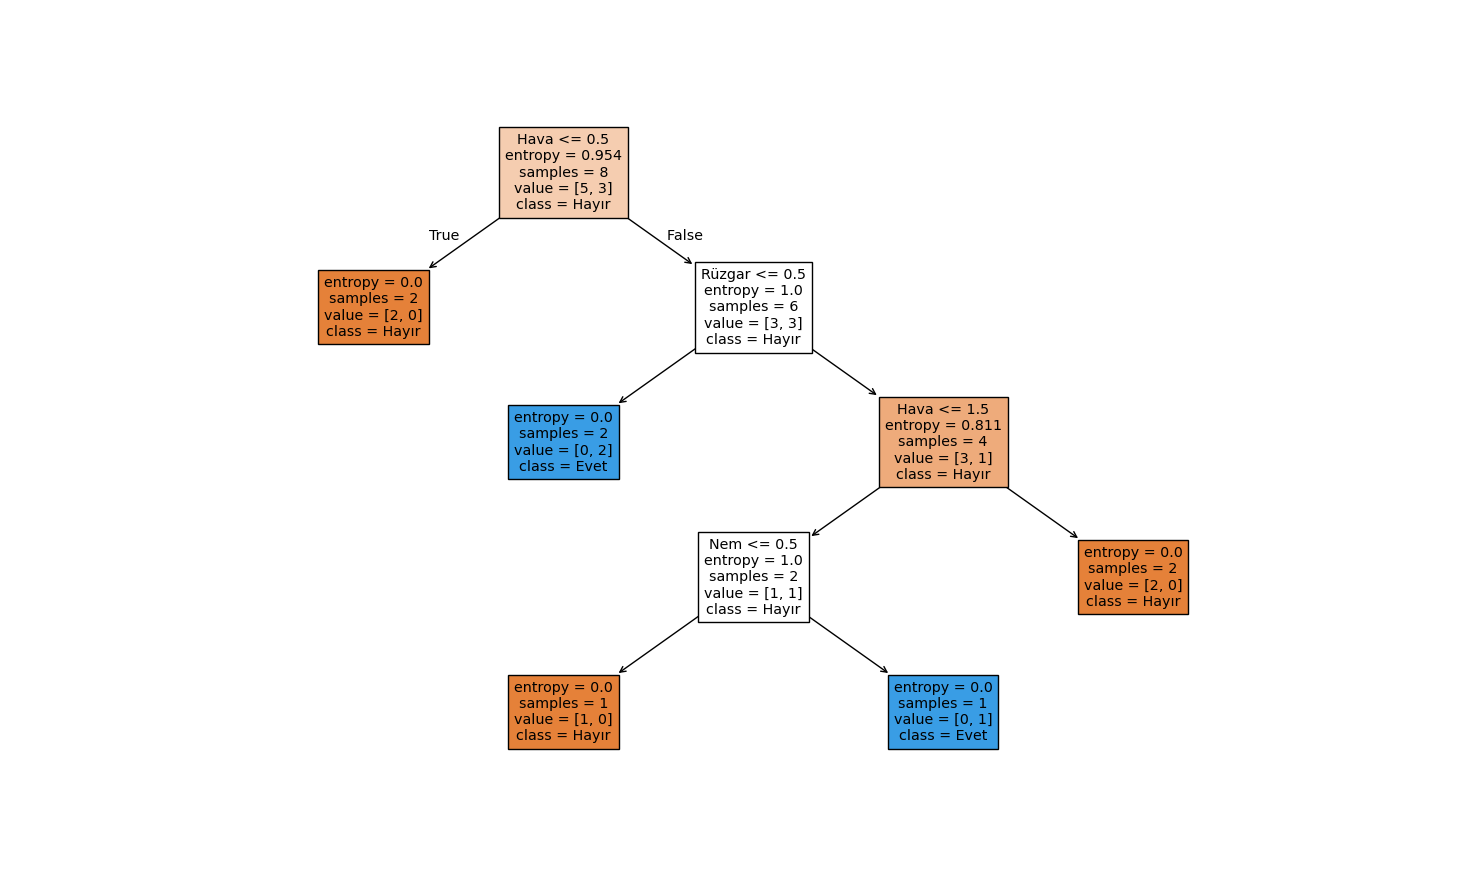 Hava <= 0.5
entropy = 0.954
samples = 8
value = [5, 3]
class = Hayır
True
False
entropy = 0.0
samples = 2
value = [2, 0]
class = Hayır
Rüzgar <= 0.5
entropy = 1.0
samples = 6
value = [3, 3]
class = Hayır
entropy = 0.0
samples = 2
value = [0, 2]
class = Evet
Hava <= 1.5
entropy = 0.811
samples = 4
value = [3, 1]
class = Hayır
Nem <= 0.5
entropy = 1.0
samples = 2
value = [1, 1]
class = Hayır
entropy = 0.0
samples = 2
value = [2, 0]
class = Hayır
entropy = 0.0
samples = 1
value = [1, 0]
class = Hayır
entropy = 0.0
samples = 1
value = [0, 1]
class = Evet